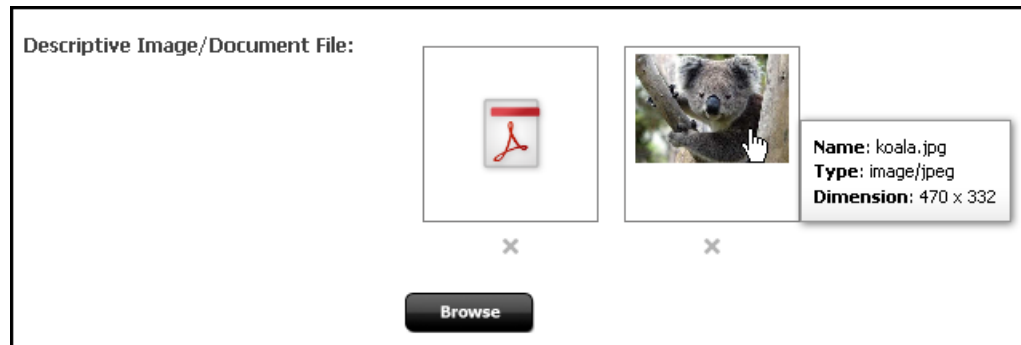 Descriptive Image/Document File:
Name: koala.jpg
Type: image/jpeg
Dimension: 470 x 332
Browse